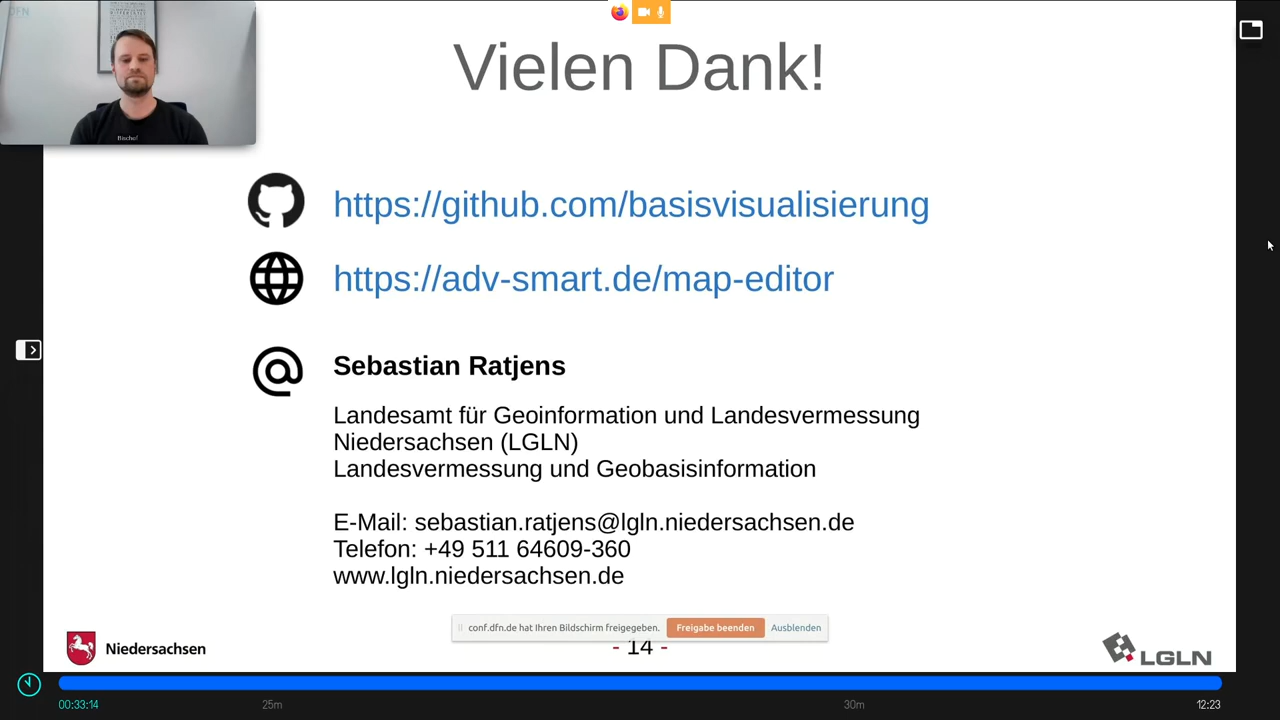 DFN
Bische!
Vielen Dank!
https://github.com/basisvisualisierung
https://adv-smart.de/map-editor
Sebastian Ratjens
Landesamt für Geoinformation und Landesvermessung
Niedersachsen (LGLN)
Landesvermessung und Geobasisinformation
E-Mail: sebastian.ratjens@lgln.niedersachsen.de
Telefon: +49 511 64609-360
www.lgln.niedersachsen.de
conf.dfn.de hat Ihren Bildschirm freigegeben. Freigabe beenden Ausblenden
Niedersachsen
- 14 -
LGLN
00:33:14
25m
30m
12:23